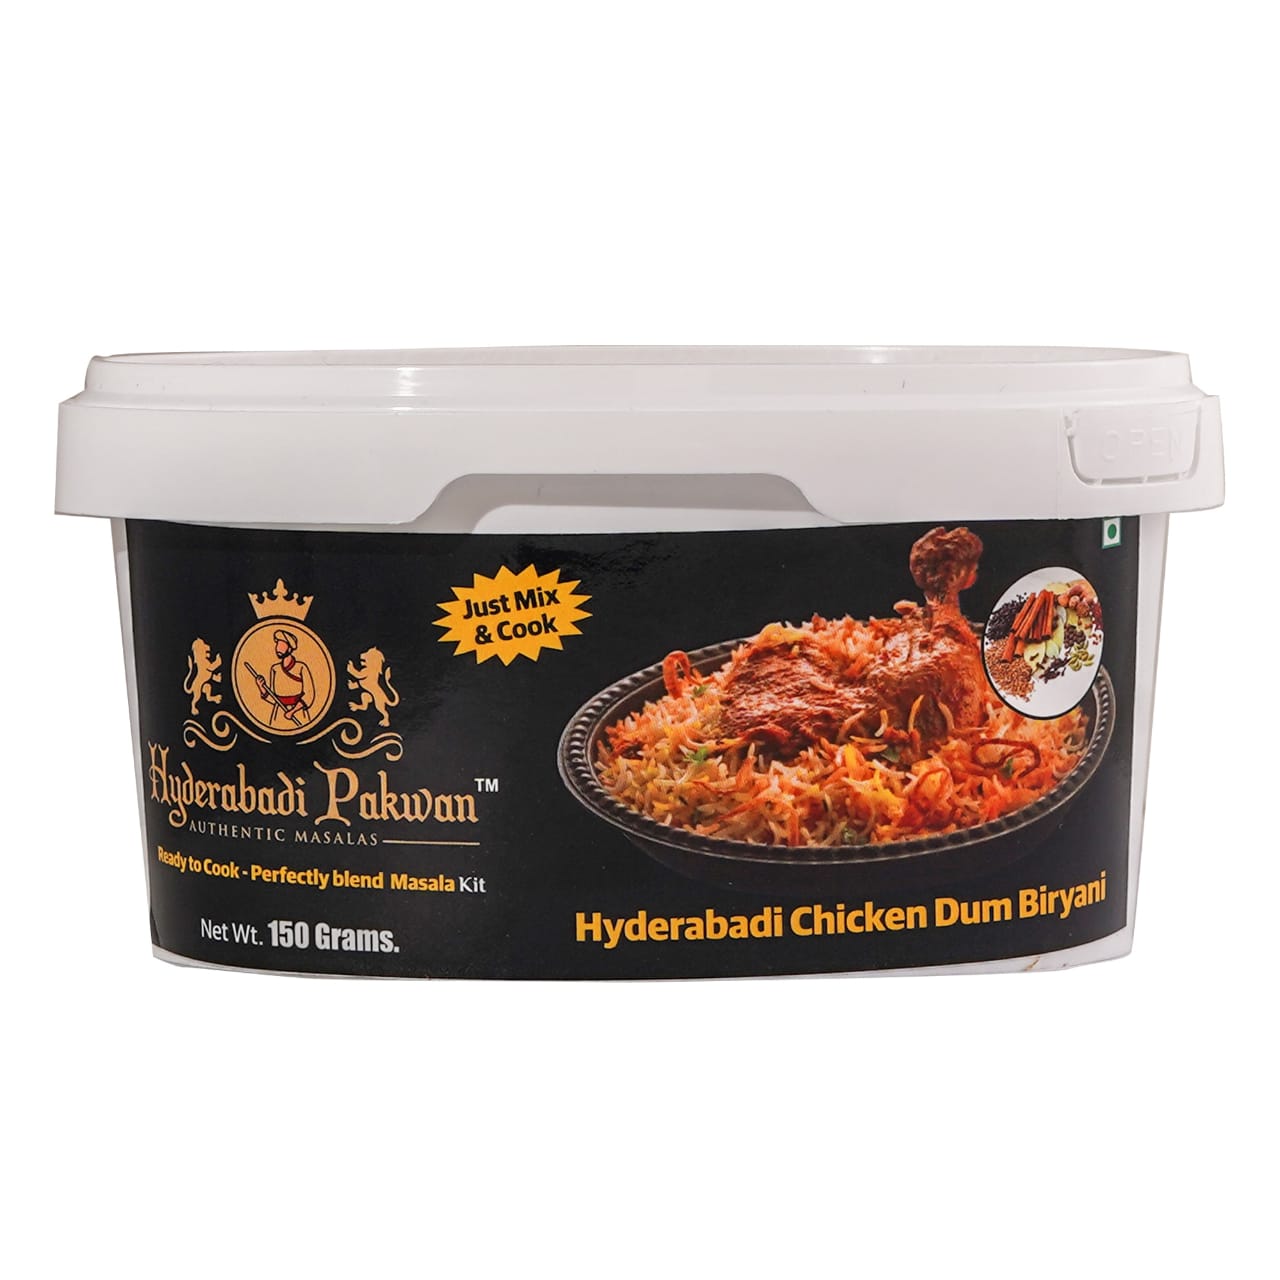 OPEN
Just Mix
& Cook
Hyderabadi Pakwan™
AUTHENTIC MASALAS
Ready to Cook - Perfectly blend Masala Kit
Net Wt. 150 Grams.
Hyderabadi Chicken Dum Biryani